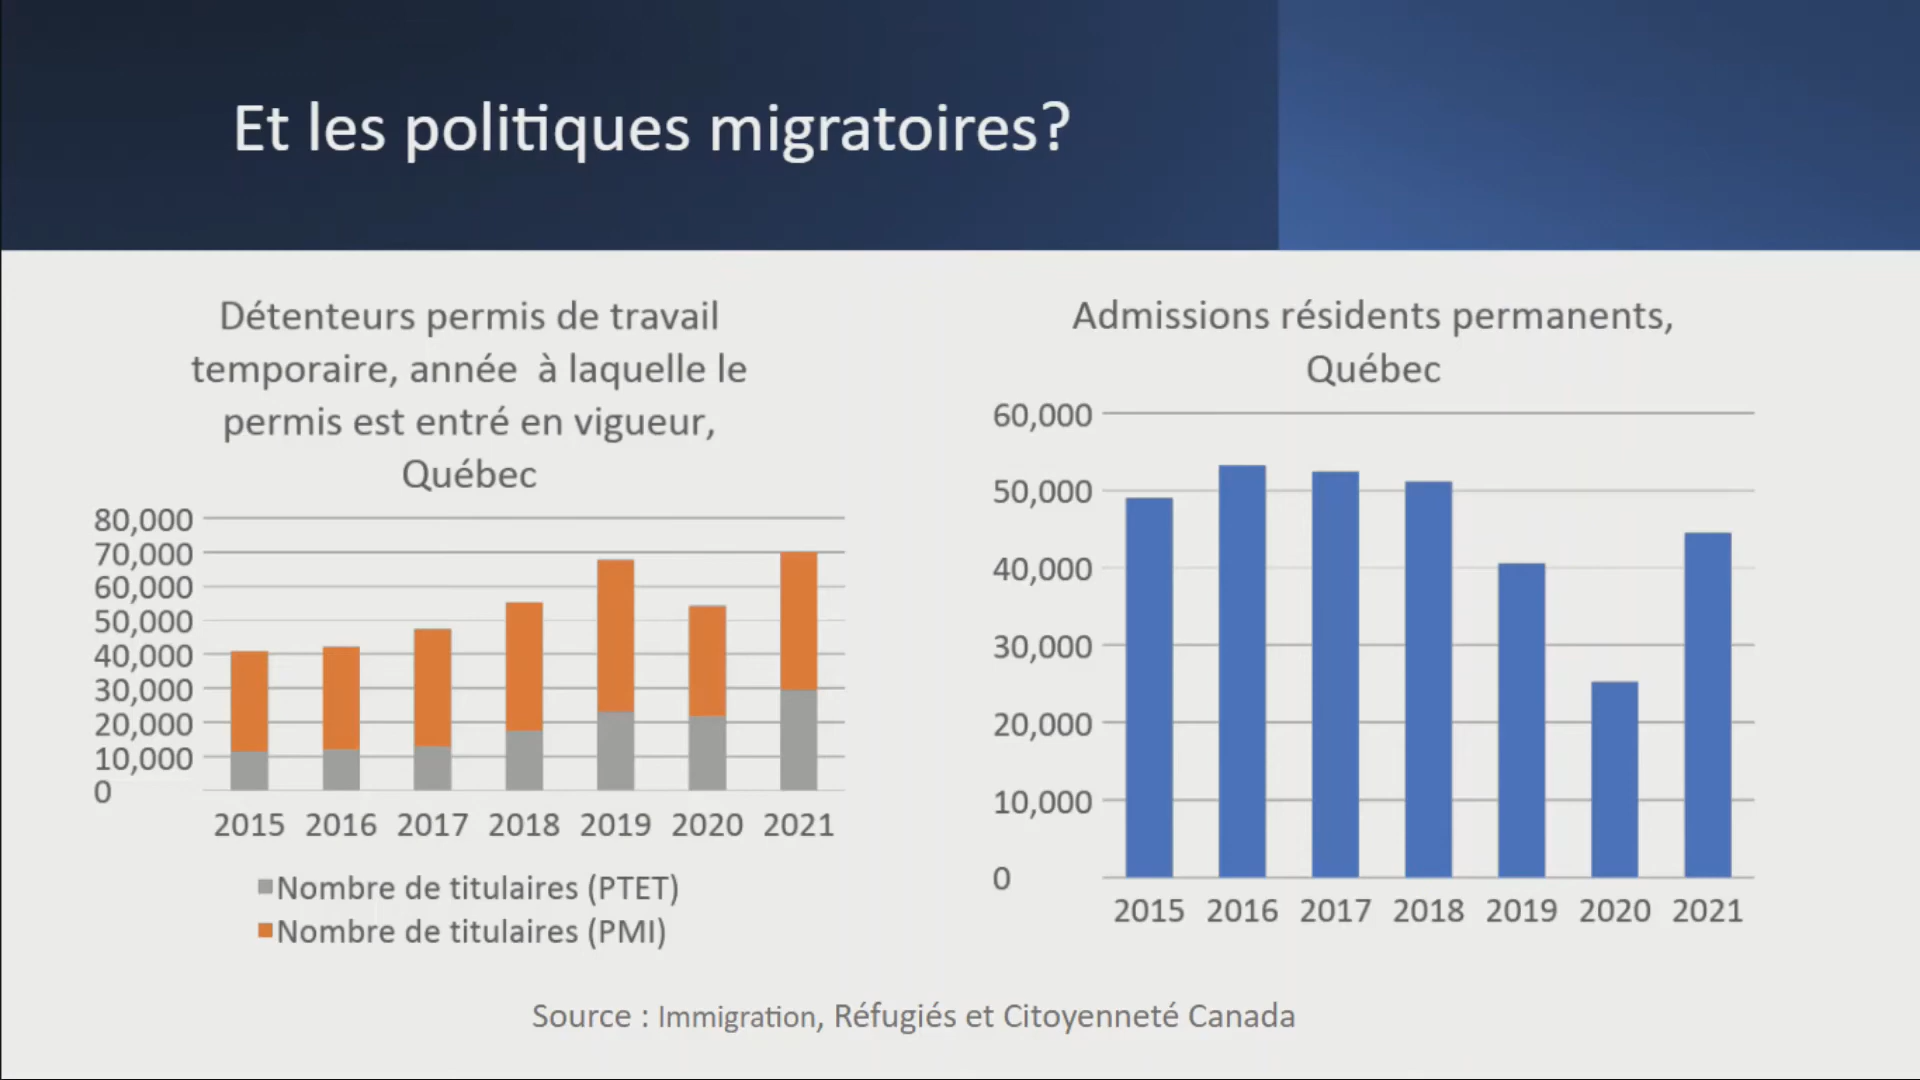 Et les politiques migratoires?
Détenteurs permis de travail
temporaire, année à laquelle le
permis est entré en vigueur,
Québec
80,000
70,000
60,000
50,000
40,000
30,000
20,000
10,000
0
2015 2016 2017 2018 2019 2020 2021
Nombre de titulaires (PTET)
Nombre de titulaires (PMI)
Admissions résidents permanents,
Québec
60,000
50,000
40,000
30,000
20,000
10,000
0
2015 2016 2017 2018 2019 2020 2021
Source : Immigration, Réfugiés et Citoyenneté Canada